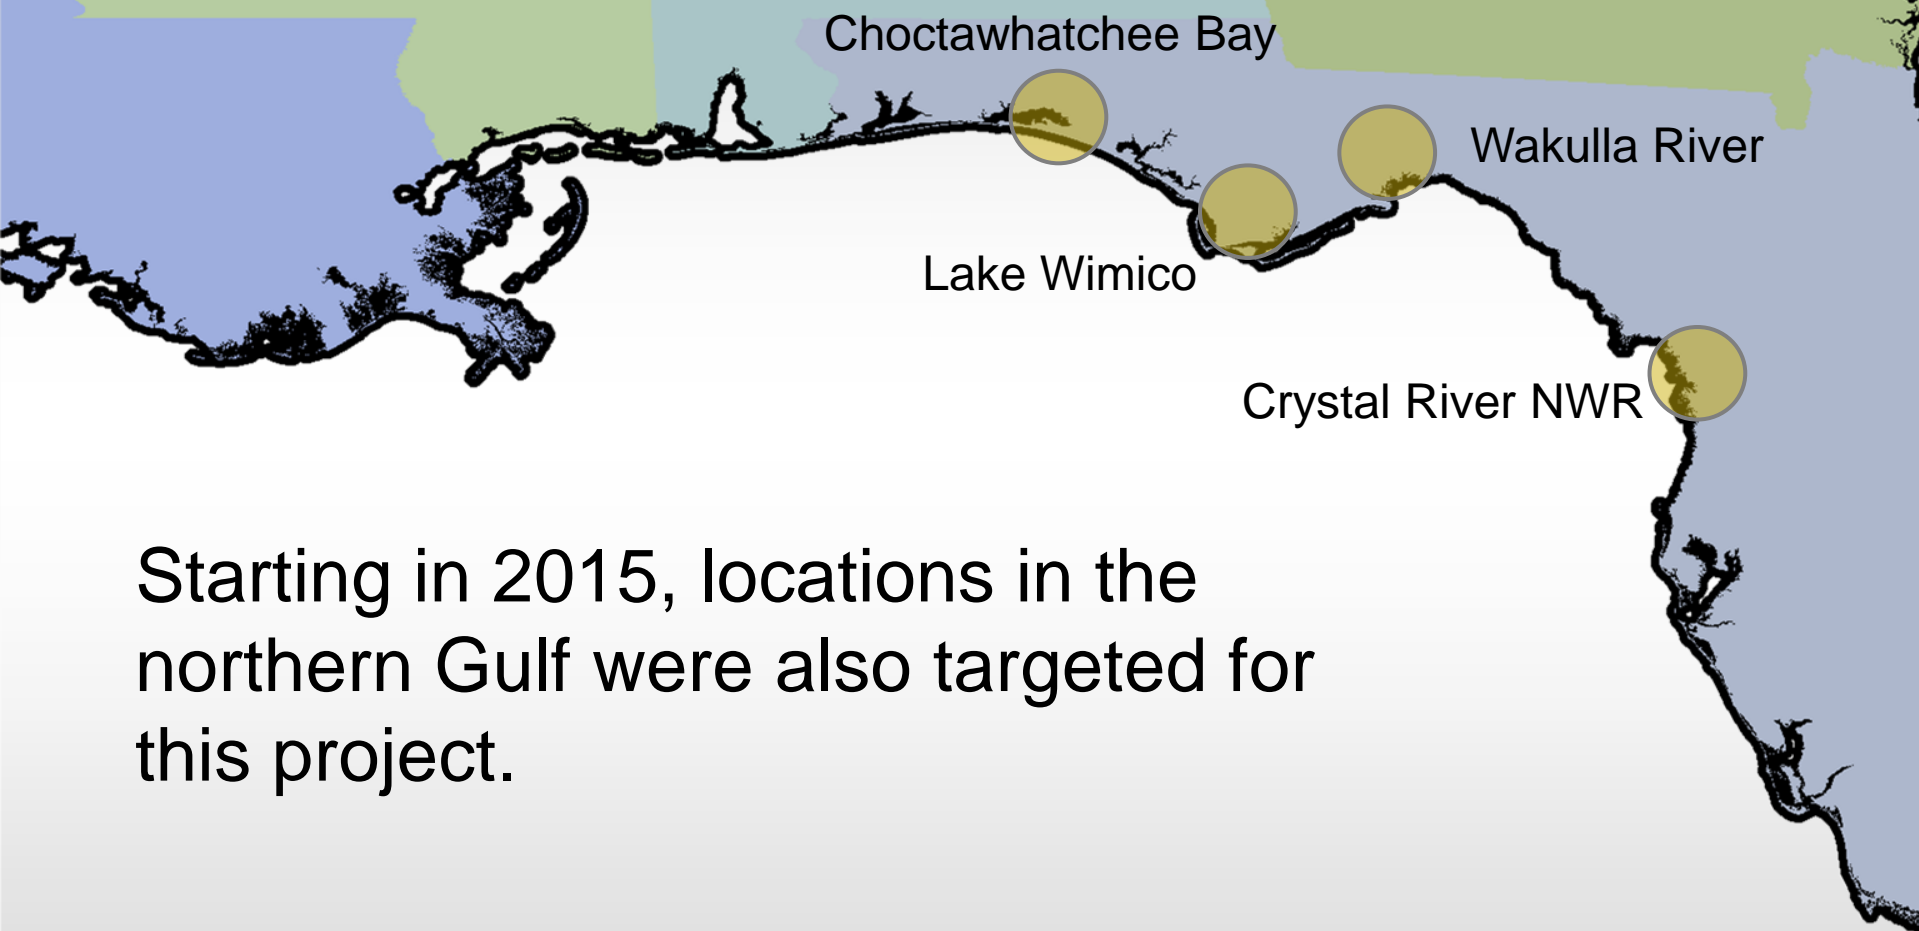 Choctawhatchee Bay
Wakulla River
Lake Wimico
Crystal River NWR
Starting in 2015, locations in the
northern Gulf were also targeted for
this project.